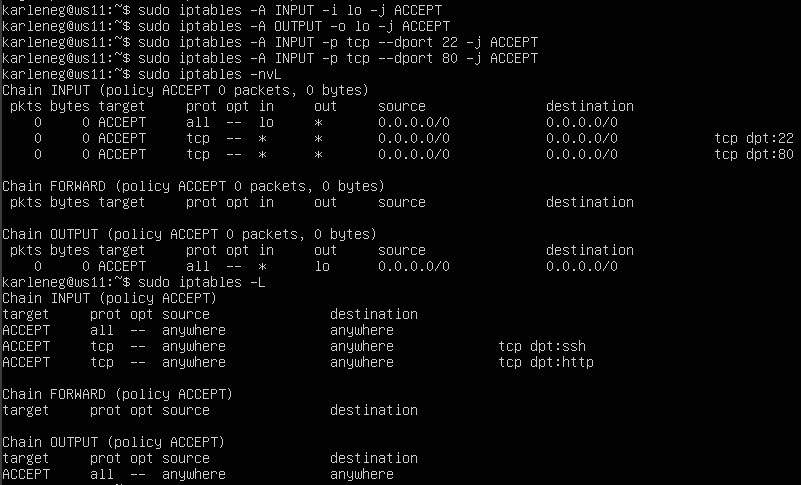 karleneg@ws11:~$ sudo iptables -A INPUT -i lo -j ACCEPT
karleneg@ws11:~$ sudo iptables -A OUTPUT -o lo -j ACCEPT
karleneg@ws11:~$ sudo iptables -A INPUT -p tcp --dport 22 -j ACCEPT
karleneg@ws11:~$ sudo iptables -A INPUT -p tcp --dport 80 -j ACCEPT
karleneg@ws11:~$ sudo iptables -nvL
Chain INPUT (policy ACCEPT 0 packets, 0 bytes)
 pkts bytes target     prot opt in     out     source               destination
    0     0 ACCEPT     all  --  lo     *       0.0.0.0/0            0.0.0.0/0
    0     0 ACCEPT     tcp  --  *      *       0.0.0.0/0            0.0.0.0/0            tcp dpt:22
    0     0 ACCEPT     tcp  --  *      *       0.0.0.0/0            0.0.0.0/0            tcp dpt:80
Chain FORWARD (policy ACCEPT 0 packets, 0 bytes)
 pkts bytes target     prot opt in     out     source               destination
Chain OUTPUT (policy ACCEPT 0 packets, 0 bytes)
 pkts bytes target     prot opt in     out     source               destination
    0     0 ACCEPT     all  --  *      lo      0.0.0.0/0            0.0.0.0/0
karleneg@ws11:~$ sudo iptables -L
Chain INPUT (policy ACCEPT)
target     prot opt source               destination
ACCEPT     all  --  anywhere             anywhere
ACCEPT     tcp  --  anywhere             anywhere             tcp dpt:ssh
ACCEPT     tcp  --  anywhere             anywhere             tcp dpt:http
Chain FORWARD (policy ACCEPT)
target     prot opt source               destination
Chain OUTPUT (policy ACCEPT)
target     prot opt source               destination
ACCEPT     all  --  anywhere             anywhere